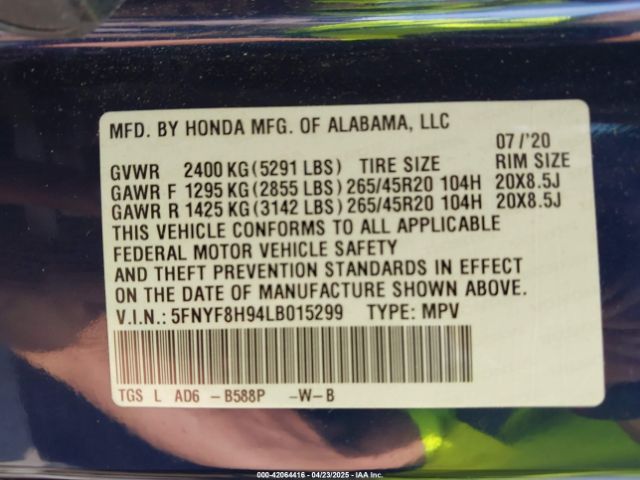 MFD. BY HONDA MFG. OF ALABAMA, LLC
07/'20
GVWR 2400 KG(5291 LBS) TIRE SIZE RIM SIZE
GAWR F 1295 KG(2855 LBS) 265/45R20 104H 20X8.5J
GAWR R 1425 KG(3142 LBS) 265/45R20 104H 20X8.5J
THIS VEHICLE CONFORMS TO ALL APPLICABLE
FEDERAL MOTOR VEHICLE SAFETY
AND THEFT PREVENTION STANDARDS IN EFFECT
ON THE DATE OF MANUFACTURE SHOWN ABOVE.
V.I.N.: 5FNYF8H94LB015299 TYPE: MPV
TGS L AD6 -B588P -W-B
000-42064416 - 04/23/2025 - IAA Inc.